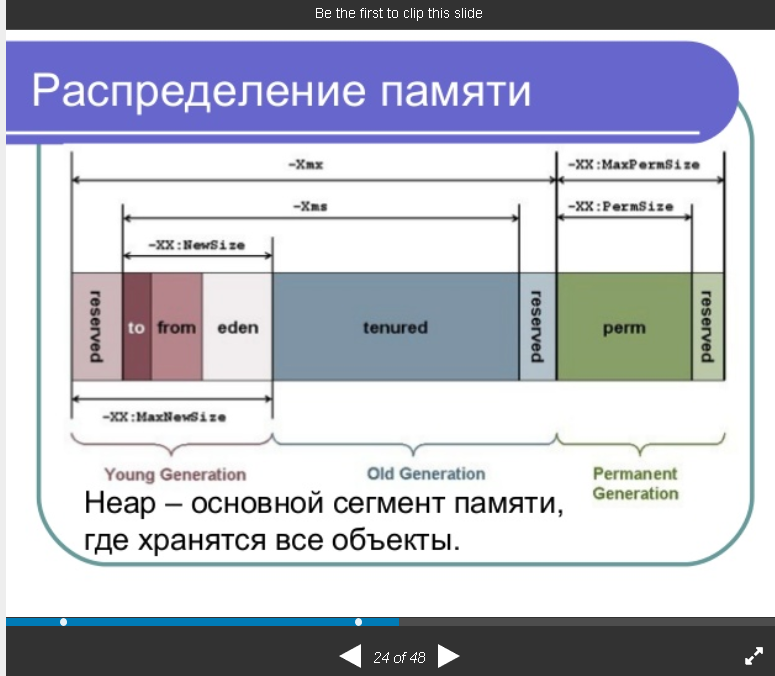 Be the first to clip this slide
Распределение памяти
-Xmx
-XX:MaxPermSize
-Xms
-XX:PermSize
-XX:NewSize
reserved
to
from
eden
tenured
reserved
perm
reserved
-XX:MaxNewSize
Young Generation
Old Generation
Permanent
Generation
Heap – основной сегмент памяти,
где хранятся все объекты.
24 of 48